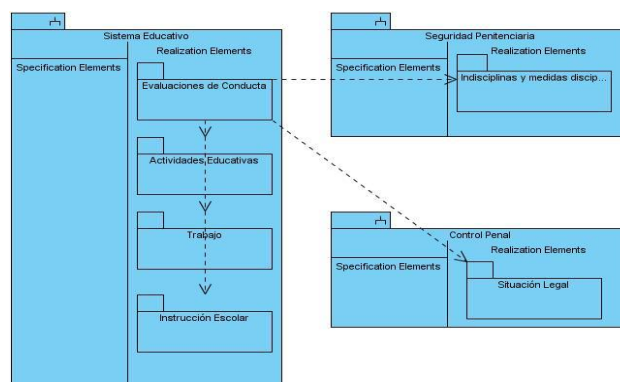 Sistema Educativo
Realization Elements
Specification Elements
Evaluaciones de Conducta
Actividades Educativas
Trabajo
Instrucción Escolar
Seguridad Penitenciaria
Realization Elements
Specification Elements
Indisciplinas y medidas discip...
Control Penal
Realization Elements
Specification Elements
Situación Legal